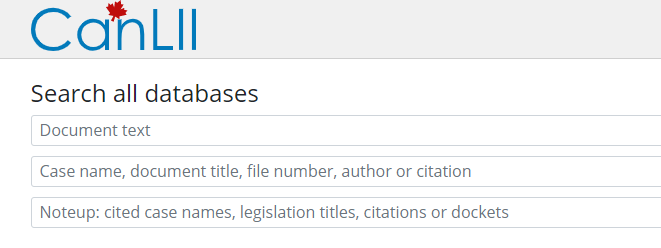 CanLII
Search all databases
Document text
Case name, document title, file number, author or citation
Noteup: cited case names, legislation titles, citations or dockets